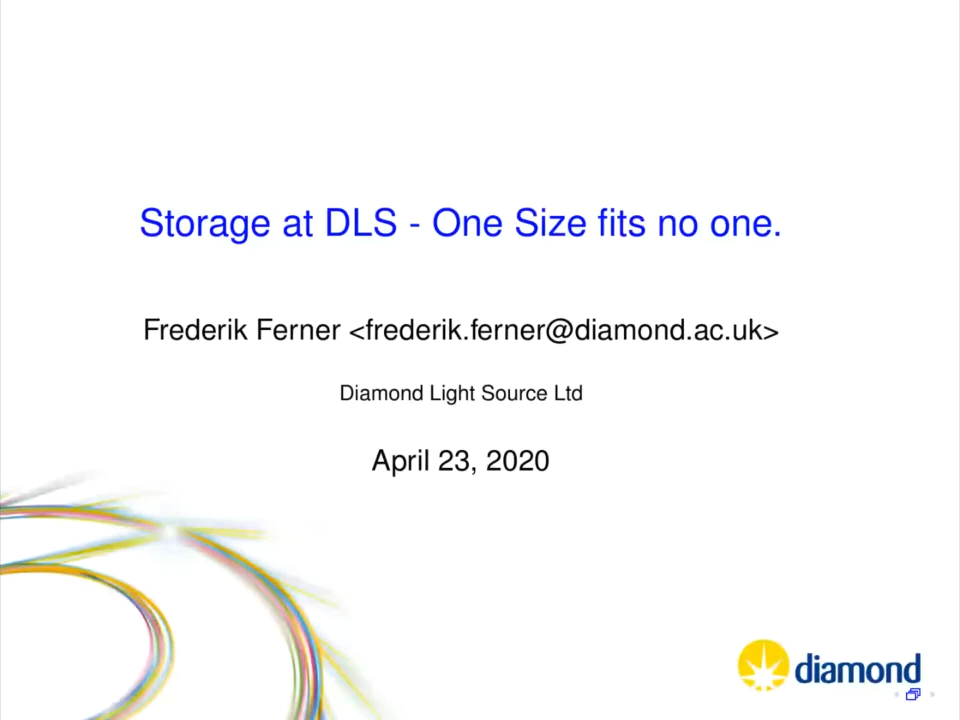 Storage at DLS - One Size fits no one.
Frederik Ferner <frederik.ferner@diamond.ac.uk>
Diamond Light Source Ltd
April 23, 2020
diamond